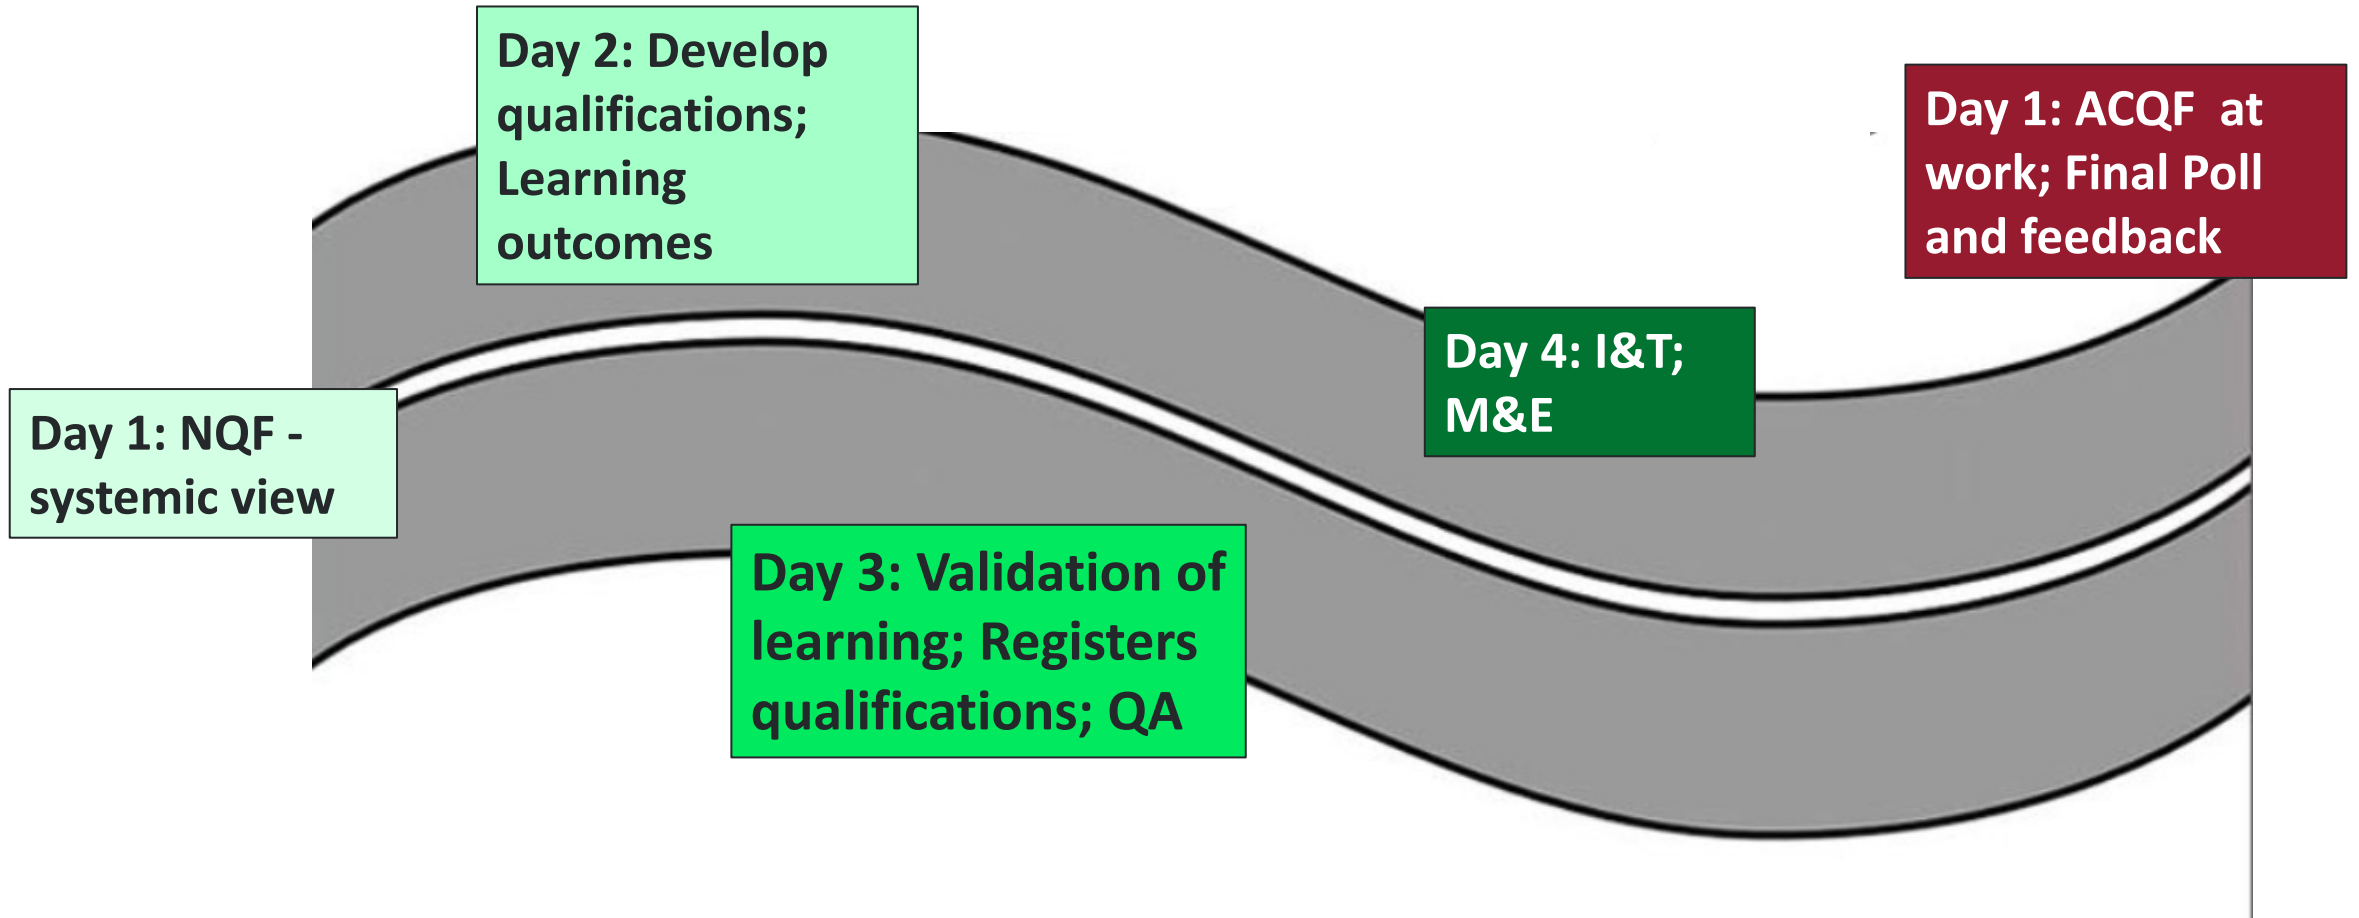 Day 1: NQF -
systemic view
Day 2: Develop
qualifications;
Learning
outcomes
Day 3: Validation of
learning; Registers
qualifications; QA
Day 4: I&T;
M&E
Day 1: ACQF  at
work; Final Poll
and feedback